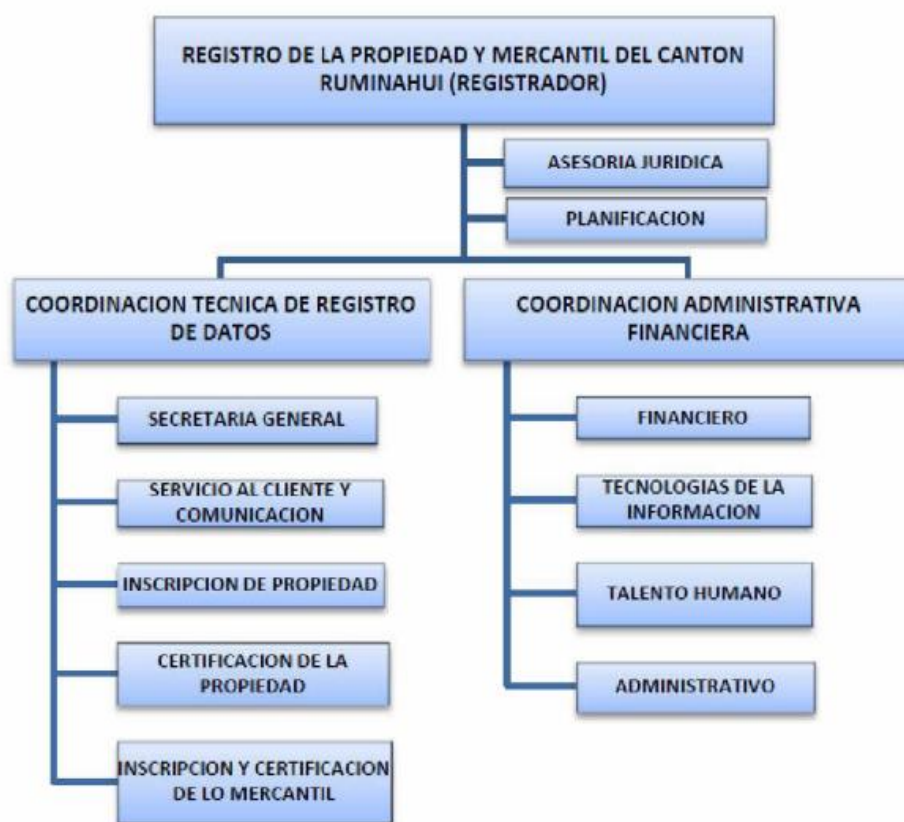 REGISTRO DE LA PROPIEDAD Y MERCANTIL DEL CANTON
RUMINAHUI (REGISTRADOR)
ASESORIA JURIDICA
PLANIFICACION
COORDINACION TECNICA DE REGISTRO
DE DATOS
SECRETARIA GENERAL
SERVICIO AL CLIENTE Y
COMUNICACION
INSCRIPCION DE PROPIEDAD
CERTIFICACION DE LA
PROPIEDAD
INSCRIPCION Y CERTIFICACION
DE LO MERCANTIL
COORDINACION ADMINISTRATIVA
FINANCIERA
FINANCIERO
TECNOLOGIAS DE LA
INFORMACION
TALENTO HUMANO
ADMINISTRATIVO